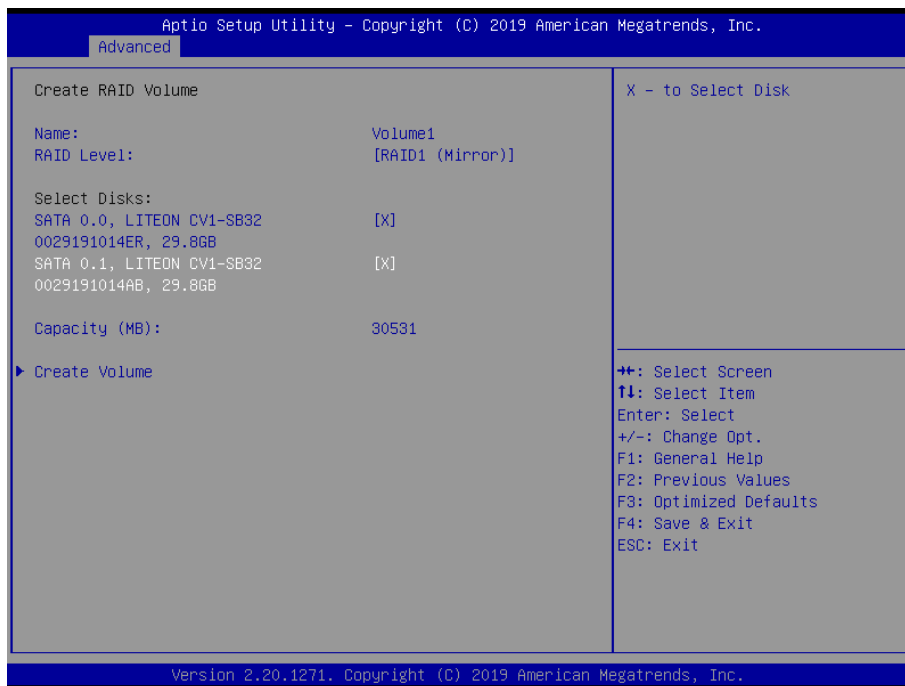 Aptio Setup Utility – Copyright (C) 2019 American Megatrends, Inc.
Advanced
Create RAID Volume
Name: Volume1
RAID Level: [RAID1 (Mirror)]
Select Disks:
SATA 0.0, LITEON CV1-SB32 [X]
0029191014ER, 29.8GB
SATA 0.1, LITEON CV1-SB32 [X]
0029191014AB, 29.8GB
Capacity (MB): 30531
▶ Create Volume
X – to Select Disk
→←: Select Screen
↑↓: Select Item
Enter: Select
+/-: Change Opt.
F1: General Help
F2: Previous Values
F3: Optimized Defaults
F4: Save & Exit
ESC: Exit
Version 2.20.1271. Copyright (C) 2019 American Megatrends, Inc.